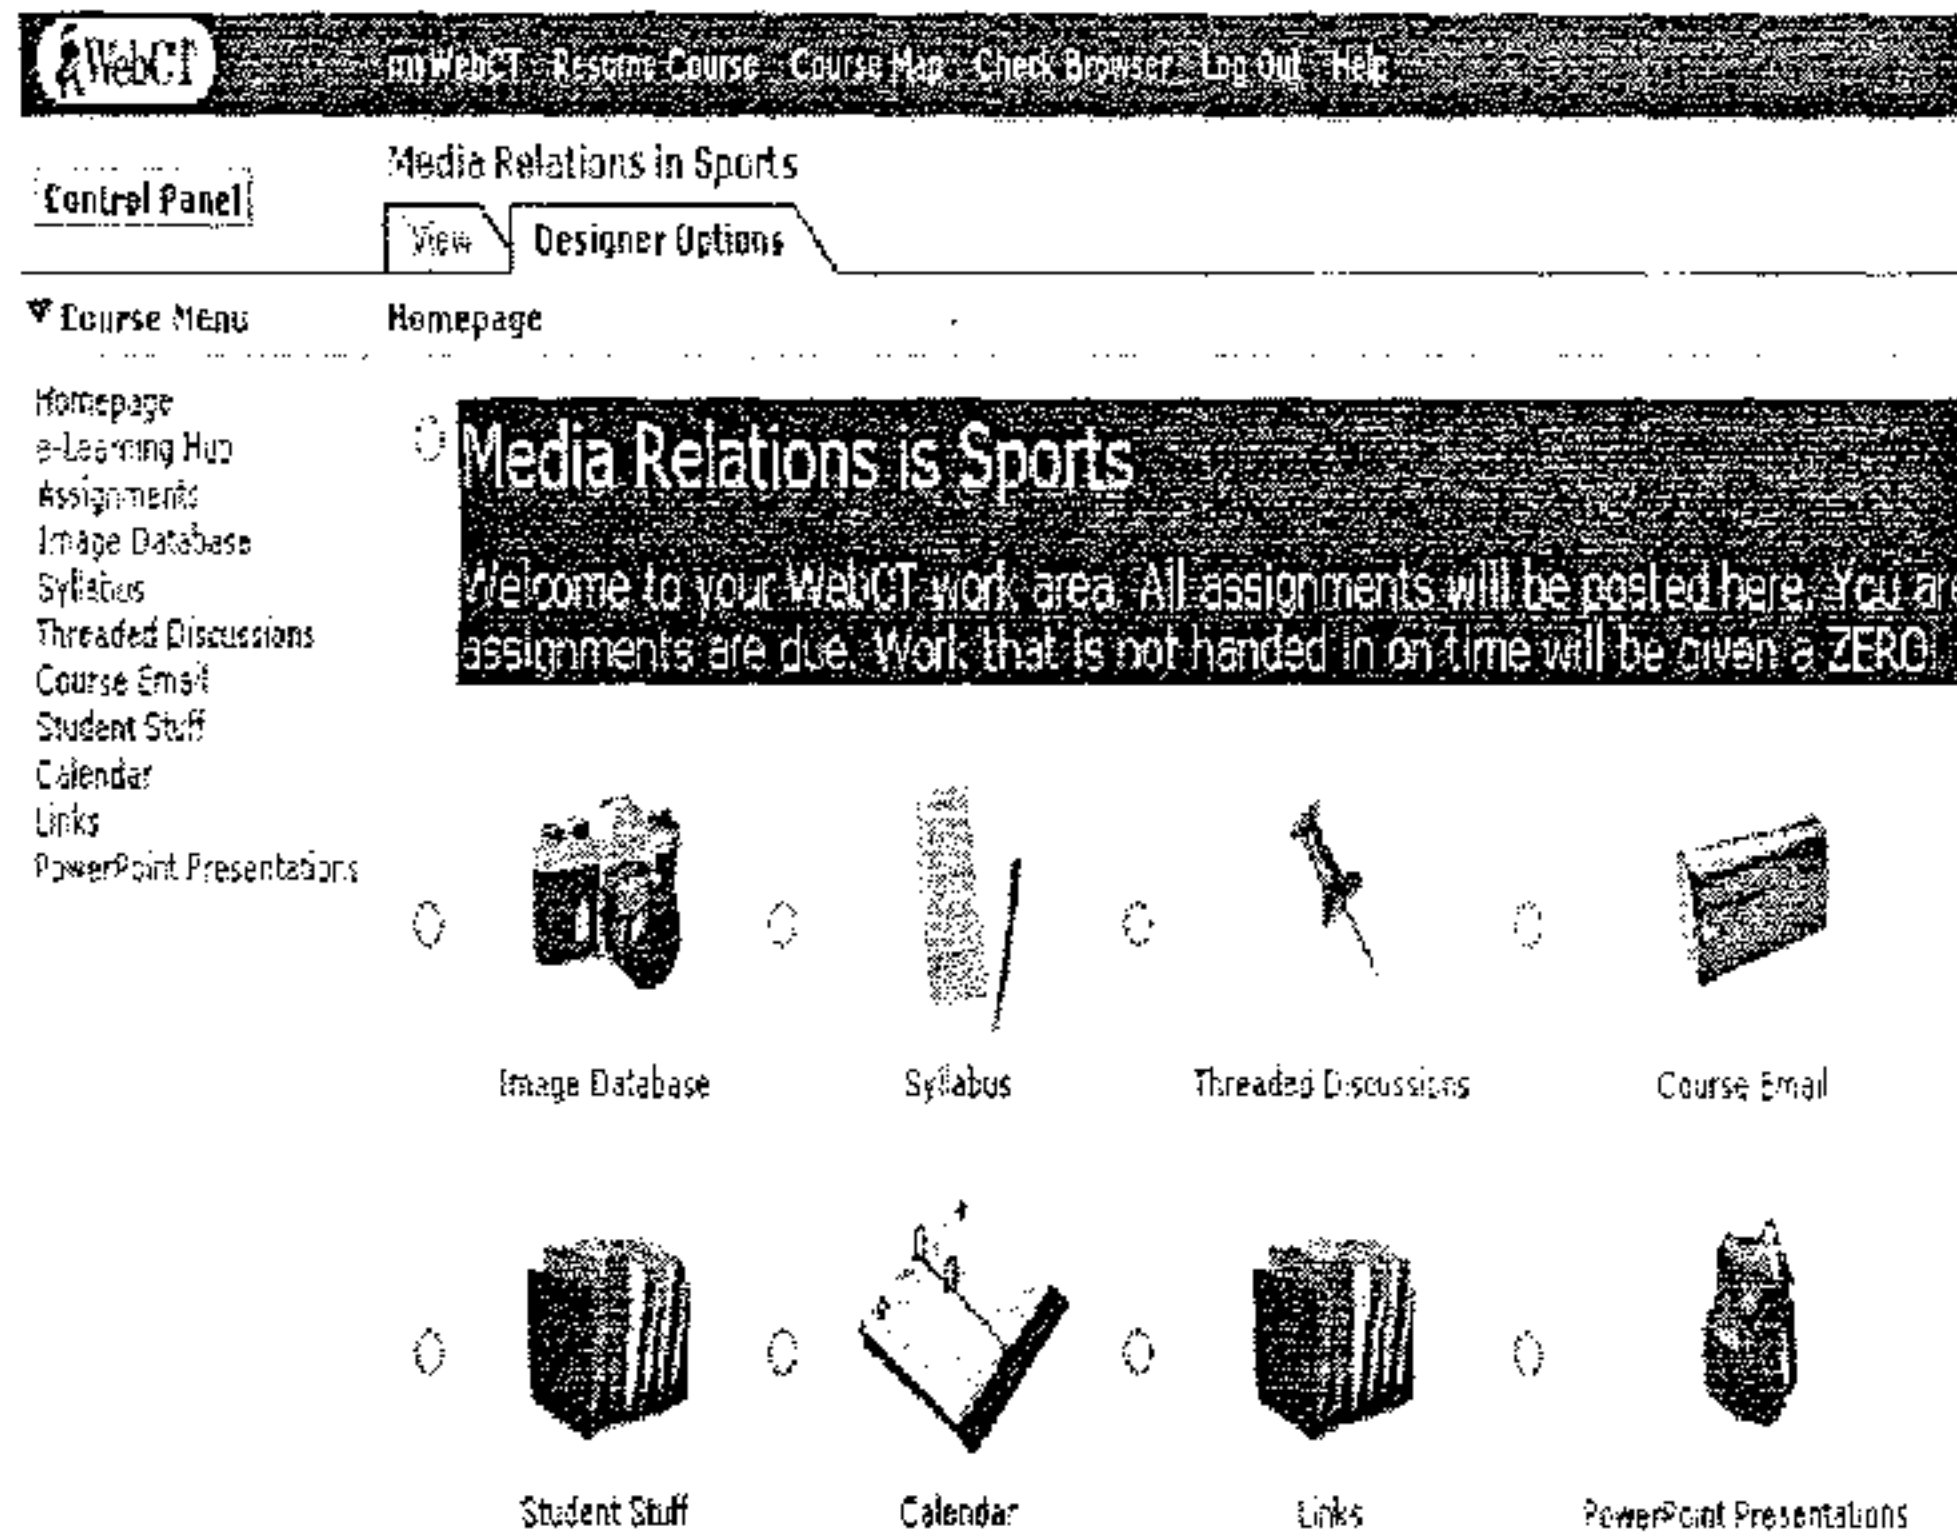 WebCT
myWebCT Resume Course Course Map Check Browser Log Out Help
Control Panel
Media Relations in Sports
View Designer Options
Course Menu
Homepage
Homepage
e-Learning Hub
Assignments
Image Database
Syllabus
Threaded Discussions
Course Email
Student Stuff
Calendar
Links
PowerPoint Presentations
Media Relations is Sports
Welcome to your WebCT work area. All assignments will be posted here. You are
assignments are due. Work that is not handed in on time will be given a ZERO
Image Database Syllabus Threaded Discussions Course Email
Student Stuff Calendar Links PowerPoint Presentations